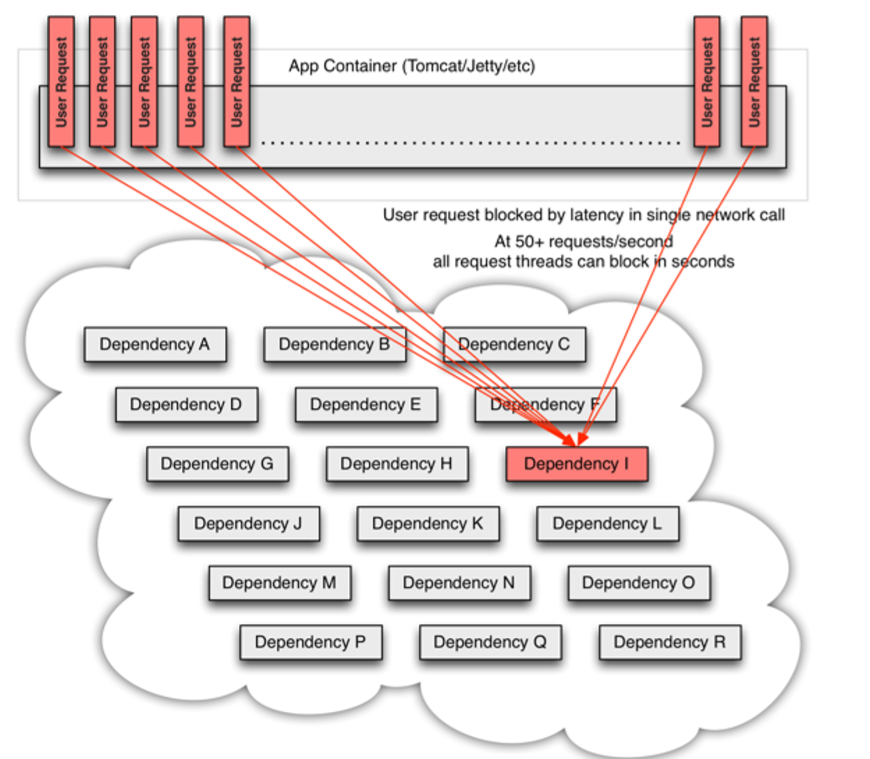 User Request
User Request
User Request
User Request
User Request
User Request
User Request
App Container (Tomcat/Jetty/etc)
User request blocked by latency in single network call
At 50+ requests/second
all request threads can block in seconds
Dependency A
Dependency B
Dependency C
Dependency D
Dependency E
Dependency F
Dependency G
Dependency H
Dependency I
Dependency J
Dependency K
Dependency L
Dependency M
Dependency N
Dependency O
Dependency P
Dependency Q
Dependency R